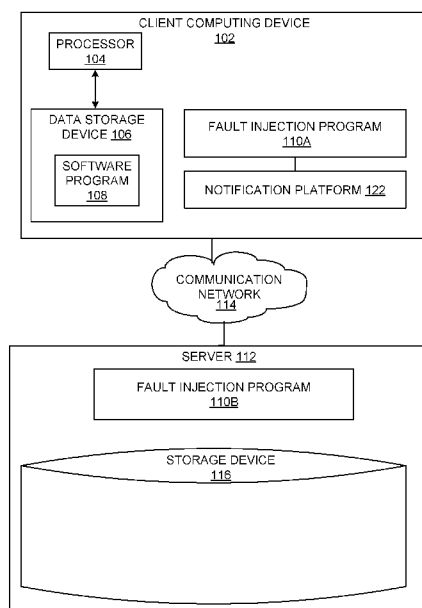 CLIENT COMPUTING DEVICE
102
PROCESSOR
104
DATA STORAGE
DEVICE 106
SOFTWARE
PROGRAM
108
FAULT INJECTION PROGRAM
110A
NOTIFICATION PLATFORM 122
COMMUNICATION
NETWORK
114
SERVER 112
FAULT INJECTION PROGRAM
110B
STORAGE DEVICE
116